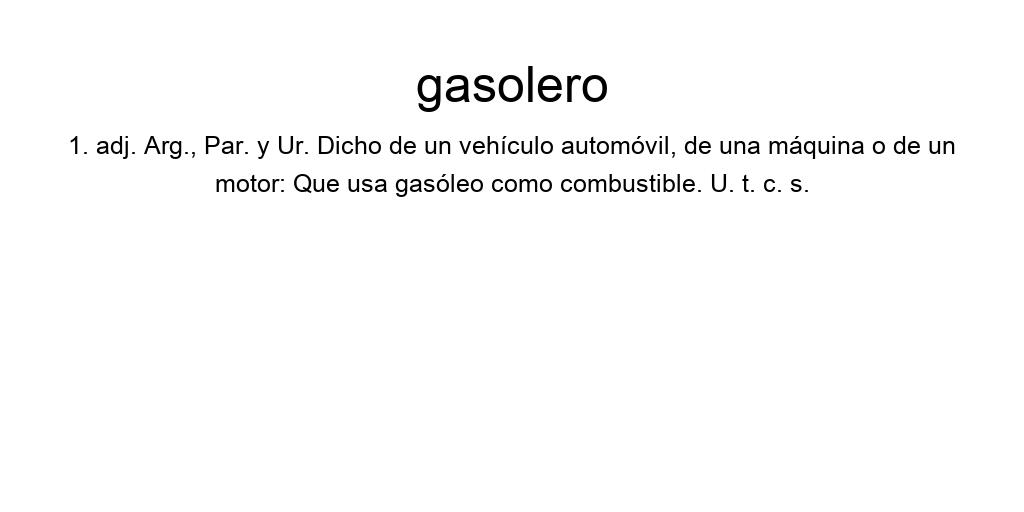 gasolero
1. adj. Arg., Par. y Ur. Dicho de un vehículo automóvil, de una máquina o de un
motor: Que usa gasóleo como combustible. U. t. c. s.